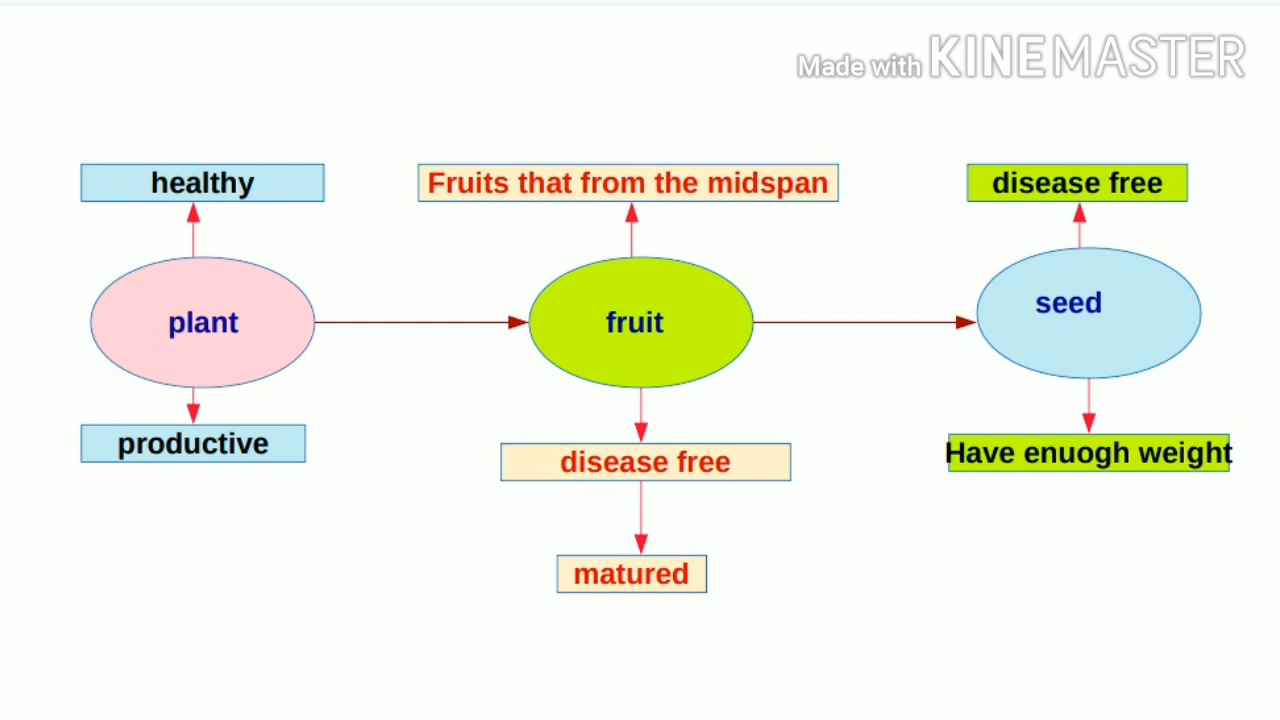 Made with KINEMASTER
healthy
Fruits that from the midspan
disease free
plant
fruit
seed
productive
disease free
Have enuogh weight
matured